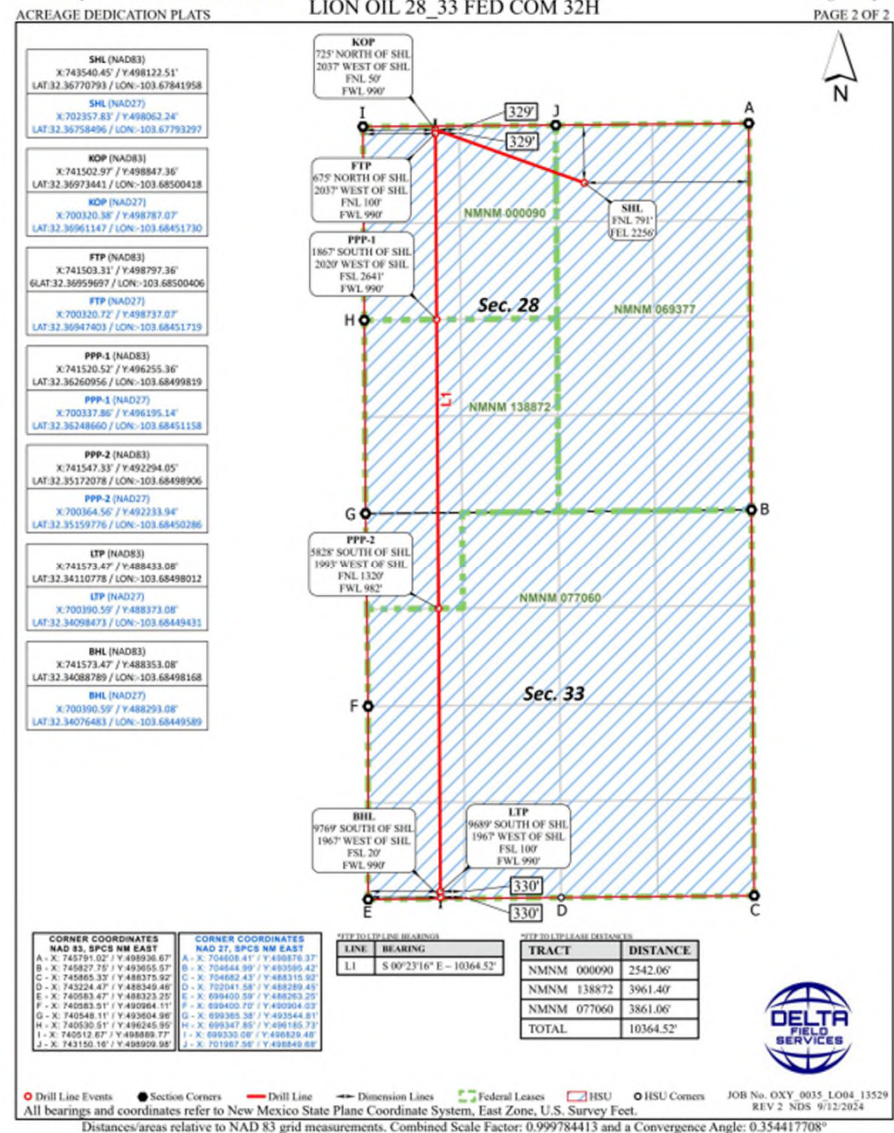 LION OIL 28_33 FED COM 32H
ACREAGE DEDICATION PLATS
PAGE 2 OF 2
SHL (NAD83)
X:743540.45' / Y:498122.51'
LAT:32.36770793 / LON:-103.67841958
SHL (NAD27)
X:702357.83' / Y:498062.24'
LAT:32.36758496 / LON:-103.67793297
KOP (NAD83)
X:741502.97' / Y:498847.36'
LAT:32.36973441 / LON:-103.68500418
KOP (NAD27)
X:700320.38' / Y:498787.07'
LAT:32.36961147 / LON:-103.68451730
FTP (NAD83)
X:741503.31' / Y:498797.36'
6LAT:32.36959697 / LON:-103.68500406
FTP (NAD27)
X:700320.72' / Y:498737.07'
LAT:32.36947403 / LON:-103.68451719
PPP-1 (NAD83)
X:741520.52' / Y:496255.36'
LAT:32.36260956 / LON:-103.68499819
PPP-1 (NAD27)
X:700337.86' / Y:496195.14'
LAT:32.36248660 / LON:-103.68451158
PPP-2 (NAD83)
X:741547.33' / Y:492294.05'
LAT:32.35172078 / LON:-103.68498906
PPP-2 (NAD27)
X:700364.56' / Y:492233.94'
LAT:32.35159776 / LON:-103.68450286
LTP (NAD83)
X:741573.47' / Y:488433.08'
LAT:32.34110778 / LON:-103.68498012
LTP (NAD27)
X:700390.59' / Y:488373.08'
LAT:32.34098473 / LON:-103.68449431
BHL (NAD83)
X:741573.47' / Y:488353.08'
LAT:32.34088789 / LON:-103.68498168
BHL (NAD27)
X:700390.59' / Y:488293.08'
LAT:32.34076483 / LON:-103.68449589
KOP
725' NORTH OF SHL
2037' WEST OF SHL
FNL 50'
FWL 990'
N
I
J
A
329'
329'
FTP
675' NORTH OF SHL
2037' WEST OF SHL
FNL 100'
FWL 990'
SHL
FNL 791'
FEL 2256'
NMNM 000090
PPP-1
1867' SOUTH OF SHL
2020' WEST OF SHL
FSL 2641'
FWL 990'
Sec. 28
NMNM 069377
H
L1
NMNM 138872
G
B
PPP-2
5828' SOUTH OF SHL
1993' WEST OF SHL
FNL 1320'
FWL 982'
NMNM 077060
Sec. 33
F
BHL
9769' SOUTH OF SHL
1967' WEST OF SHL
FSL 20'
FWL 990'
LTP
9689' SOUTH OF SHL
1967' WEST OF SHL
FSL 100'
FWL 990'
330'
330'
E
D
C
CORNER COORDINATES
NAD 83, SPCS NM EAST
A - X: 745791.02' / Y:498936.67'
B - X: 745827.75' / Y:493655.57'
C - X: 745865.33' / Y:488375.92'
D - X: 743224.47' / Y:488349.46'
E - X: 740583.47' / Y:488323.25'
F - X: 740583.51' / Y:490964.11'
G - X: 740548.11' / Y:493604.96'
H - X: 740530.51' / Y:496245.95'
I - X: 740512.67' / Y:498889.77'
J - X: 743150.16' / Y:498909.98'
CORNER COORDINATES
NAD 27, SPCS NM EAST
A - X: 704608.41' / Y:498876.37'
B - X: 704644.99' / Y:493595.42'
C - X: 704682.43' / Y:488315.92'
D - X: 702041.58' / Y:488289.45'
E - X: 699400.59' / Y:488263.25'
F - X: 699400.70' / Y:490904.03'
G - X: 699365.38' / Y:493544.81'
H - X: 699347.85' / Y:496185.73'
I - X: 699330.08' / Y:498829.48'
J - X: 701967.56' / Y:498849.68'
*FTP TO LTP LINE BEARINGS
LINE BEARING
L1 S 00°23'16" E ~ 10364.52'
*FTP TO LTP LEASE DISTANCES
TRACT DISTANCE
NMNM 000090 2542.06'
NMNM 138872 3961.40'
NMNM 077060 3861.06'
TOTAL 10364.52'
DELTA
FIELD
SERVICES
Drill Line Events Section Corners Drill Line Dimension Lines Federal Leases HSU HSU Corners
JOB No. OXY_0035_LO04_13529
REV 2 NDS 9/12/2024
All bearings and coordinates refer to New Mexico State Plane Coordinate System, East Zone, U.S. Survey Feet.
Distances/areas relative to NAD 83 grid measurements. Combined Scale Factor: 0.999784413 and a Convergence Angle: 0.354417708°